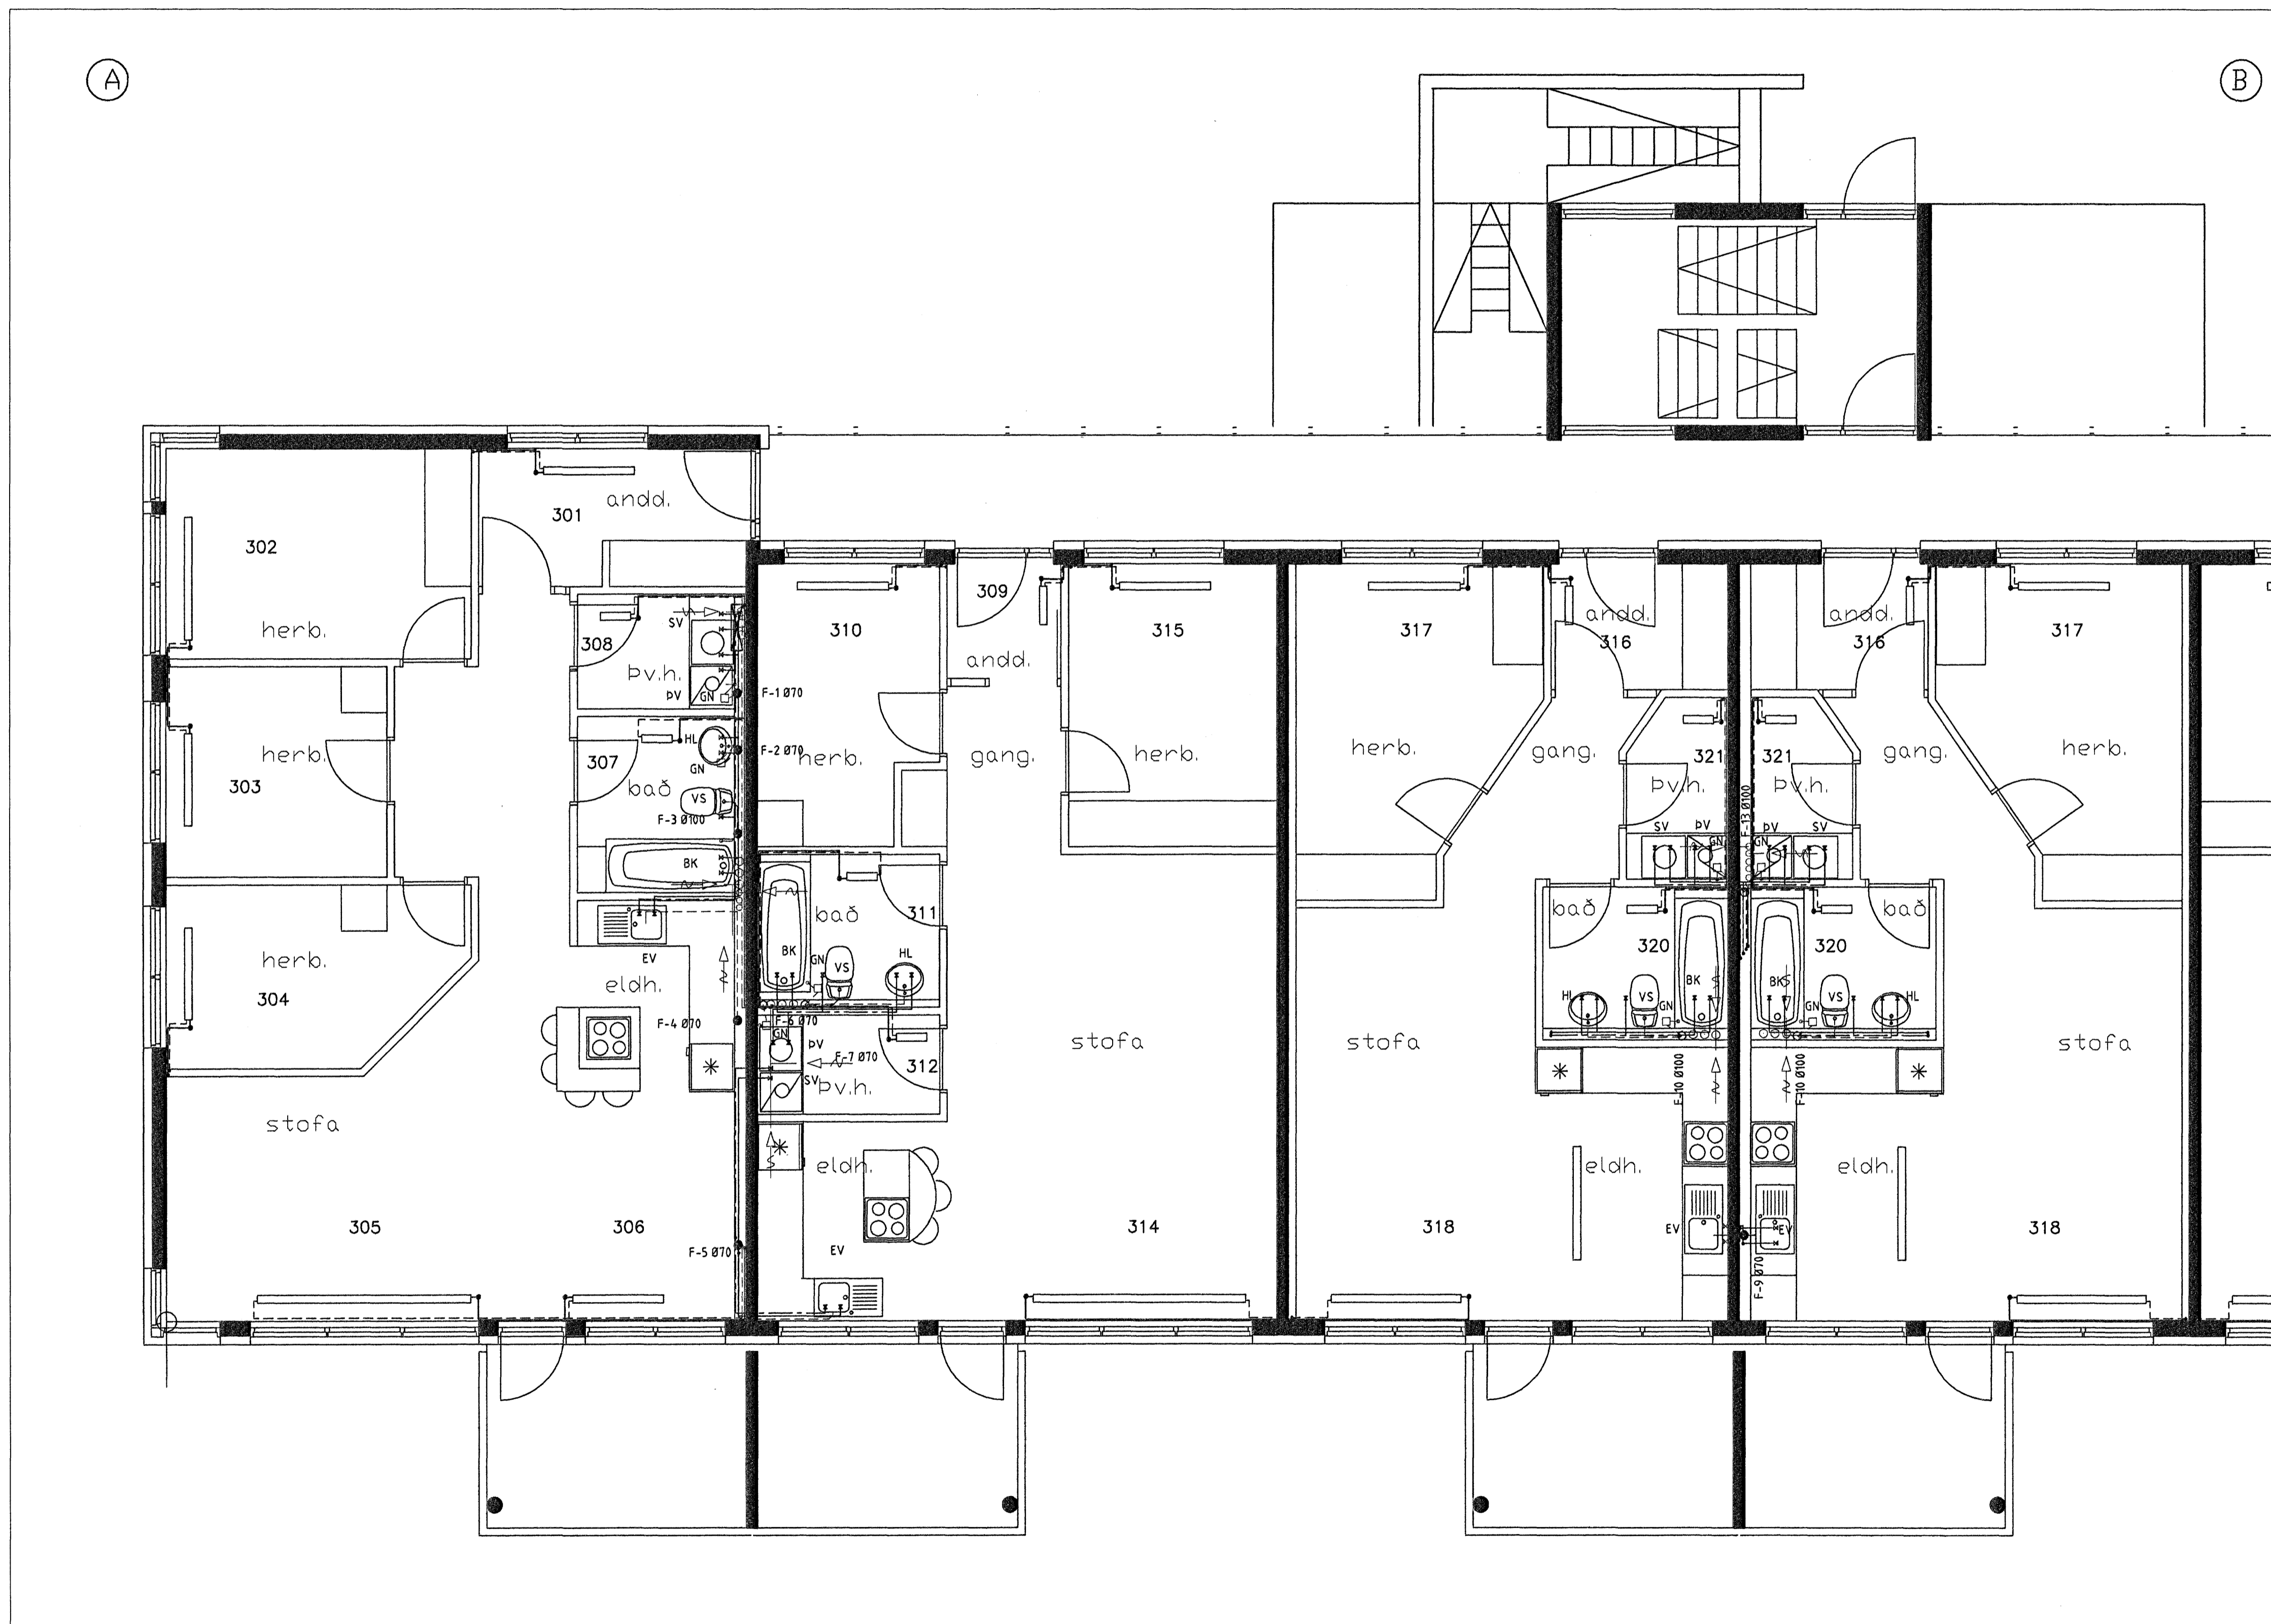 A
B
andd.
301
302
herb.
308
SV
þv.h.
ÞV
GN
F-1 Ø70
HL
F-2 Ø70
GN
307
bað
VS
F-3 Ø100
BK
303
herb.
herb.
304
EV
eldh.
F-4 Ø70
stofa
305
306
F-5 Ø70
309
310
315
andd.
herb.
gang.
herb.
bað
311
BK
GN
VS
HL
F-6 Ø70
GN
ÞV
F-7 Ø70
312
SV
þv.h.
stofa
eldh.
314
EV
317
andd.
316
herb.
gang.
321
þv.h.
SV
ÞV
GN
F-13 Ø100
bað
320
BK
HL
VS
GN
stofa
F-10 Ø100
eldh.
318
EV
andd.
316
317
321
gang.
herb.
þv.h.
GN
ÞV
SV
bað
320
BK
VS
HL
GN
stofa
F-10 Ø100
eldh.
318
EV
F-9 Ø70